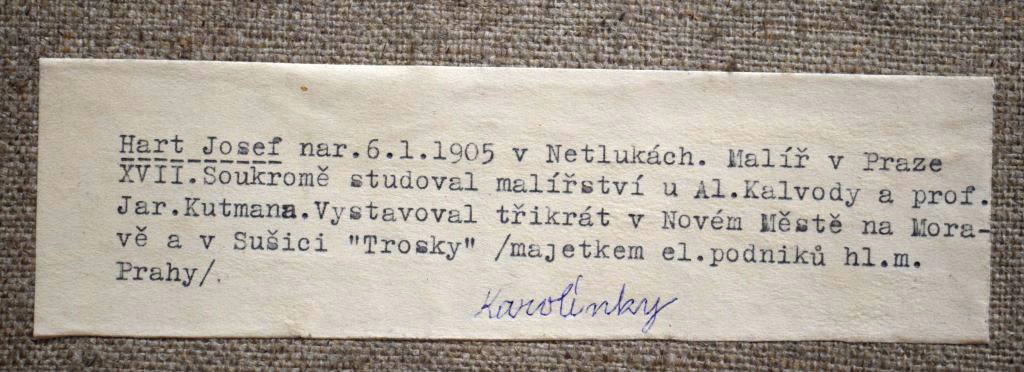 Hart Josef nar.6.1.1905 v Netlukách. Malíř v Praze
XVII.Soukromě studoval malířství u Al.Kalvody a prof.
Jar.Kutmana.Vystavoval třikrát v Novém Městě na Mora-
vě a v Sušici "Trosky" /majetkem el.podniků hl.m.
Prahy/.
Karolínky